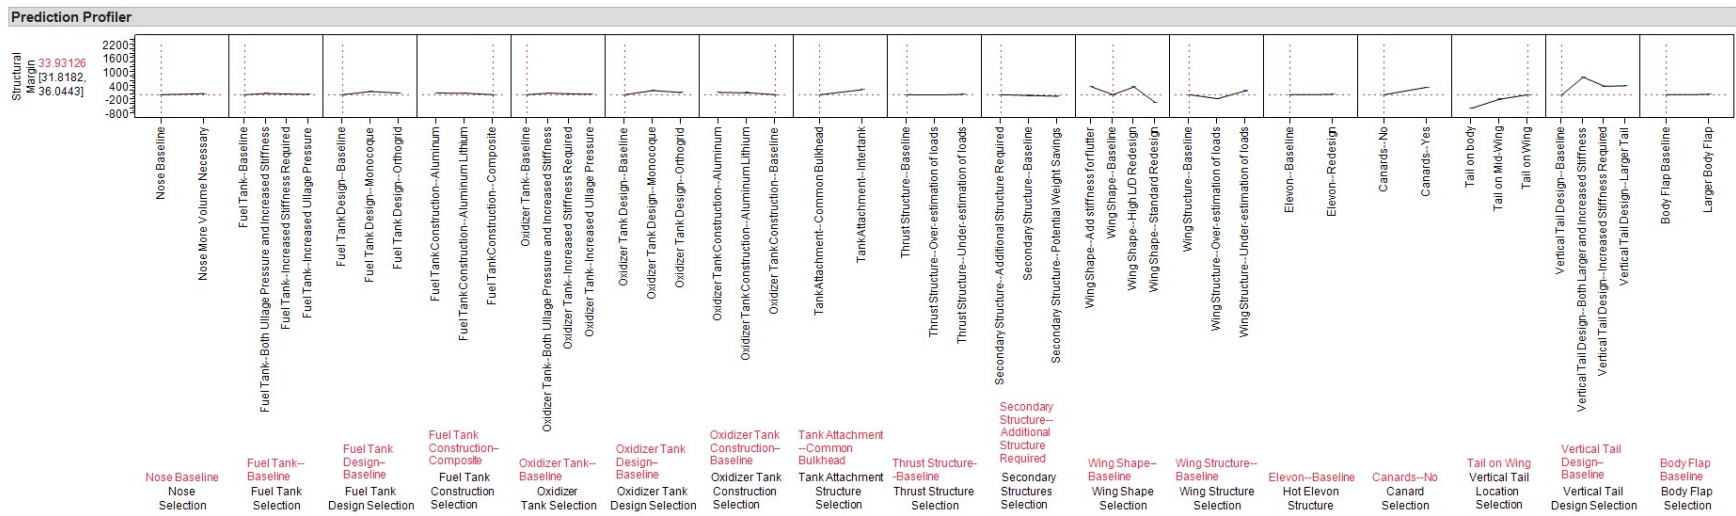 Prediction Profiler
Structural
Margin
33.93126
[31.8182,
36.0443]
2200
1600
1000
400
-200
-800
Nose Baseline
Nose More Volume Necessary
Fuel Tank--Baseline
Fuel Tank--Both Ullage Pressure and Increased Stiffness
Fuel Tank--Increased Stiffness Required
Fuel Tank--Increased Ullage Pressure
Fuel Tank Design--Baseline
Fuel Tank Design--Monocoque
Fuel Tank Design--Orthogrid
Fuel Tank Construction--Aluminum
Fuel Tank Construction--Aluminum Lithium
Fuel Tank Construction--Composite
Oxidizer Tank--Baseline
Oxidizer Tank--Both Ullage Pressure and Increased Stiffness
Oxidizer Tank--Increased Stiffness Required
Oxidizer Tank--Increased Ullage Pressure
Oxidizer Tank Design--Baseline
Oxidizer Tank Design--Monocoque
Oxidizer Tank Design--Orthogrid
Oxidizer Tank Construction--Aluminum
Oxidizer Tank Construction--Aluminum Lithium
Oxidizer Tank Construction--Baseline
Tank Attachment--Common Bulkhead
Tank Attachment--Intertank
Thrust Structure--Baseline
Thrust Structure--Over-estimation of loads
Thrust Structure--Under-estimation of loads
Secondary Structure--Additional Structure Required
Secondary Structure--Baseline
Secondary Structure--Potential Weight Savings
Wing Shape--Add stiffness for flutter
Wing Shape--Baseline
Wing Shape--High L/D Redesign
Wing Shape--Standard Redesign
Wing Structure--Baseline
Wing Structure--Over-estimation of loads
Wing Structure--Under-estimation of loads
Elevon--Baseline
Elevon--Redesign
Canards--No
Canards--Yes
Tail on body
Tail on Mid-Wing
Tail on Wing
Vertical Tail Design--Baseline
Vertical Tail Design--Both Larger and Increased Stiffness
Vertical Tail Design--Increased Stiffness Required
Vertical Tail Design--Larger Tail
Body Flap Baseline
Larger Body Flap
Nose Baseline
Nose
Selection
Fuel Tank--
Baseline
Fuel Tank
Selection
Fuel Tank
Design--
Baseline
Fuel Tank
Design Selection
Fuel Tank
Construction--
Composite
Fuel Tank
Construction
Selection
Oxidizer Tank--
Baseline
Oxidizer
Tank Selection
Oxidizer Tank
Design--
Baseline
Oxidizer Tank
Design Selection
Oxidizer Tank
Construction--
Baseline
Oxidizer Tank
Construction
Selection
Tank Attachment
--Common
Bulkhead
Tank Attachment
Structure
Selection
Thrust Structure-
-Baseline
Thrust Structure
Selection
Secondary
Structure--
Additional
Structure
Required
Secondary
Structures
Selection
Wing Shape--
Baseline
Wing Shape
Selection
Wing Structure--
Baseline
Wing Structure
Selection
Elevon--Baseline
Hot Elevon
Structure
Canards--No
Canard
Selection
Tail on Wing
Vertical Tail
Location
Selection
Vertical Tail
Design--
Baseline
Vertical Tail
Design Selection
Body Flap
Baseline
Body Flap
Selection